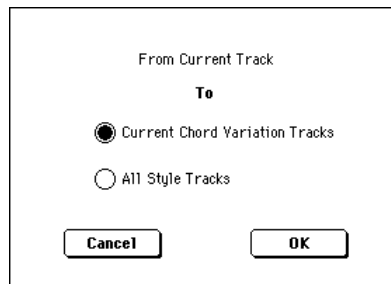 From Current Track
To
Current Chord Variation Tracks
All Style Tracks
Cancel OK